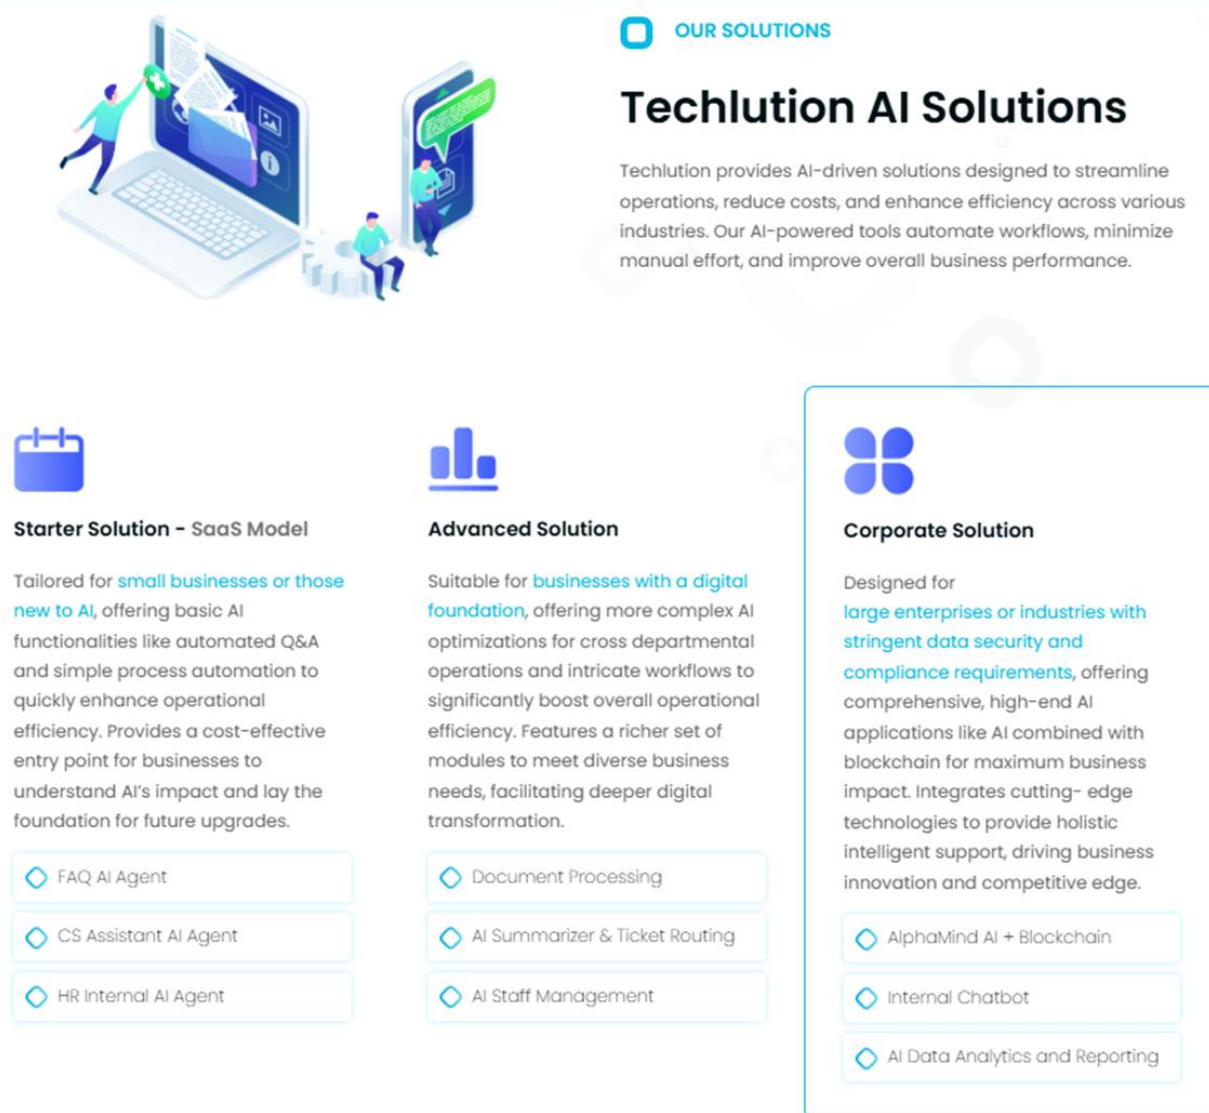 OUR SOLUTIONS
Techlution AI Solutions
Techlution provides AI-driven solutions designed to streamline
operations, reduce costs, and enhance efficiency across various
industries. Our AI-powered tools automate workflows, minimize
manual effort, and improve overall business performance.
Starter Solution - SaaS Model
Tailored for small businesses or those
new to AI, offering basic AI
functionalities like automated Q&A
and simple process automation to
quickly enhance operational
efficiency. Provides a cost-effective
entry point for businesses to
understand AI's impact and lay the
foundation for future upgrades.
FAQ AI Agent
CS Assistant AI Agent
HR Internal AI Agent
Advanced Solution
Suitable for businesses with a digital
foundation, offering more complex AI
optimizations for cross departmental
operations and intricate workflows to
significantly boost overall operational
efficiency. Features a richer set of
modules to meet diverse business
needs, facilitating deeper digital
transformation.
Document Processing
AI Summarizer & Ticket Routing
AI Staff Management
Corporate Solution
Designed for
large enterprises or industries with
stringent data security and
compliance requirements, offering
comprehensive, high-end AI
applications like AI combined with
blockchain for maximum business
impact. Integrates cutting- edge
technologies to provide holistic
intelligent support, driving business
innovation and competitive edge.
AlphaMind AI + Blockchain
Internal Chatbot
AI Data Analytics and Reporting